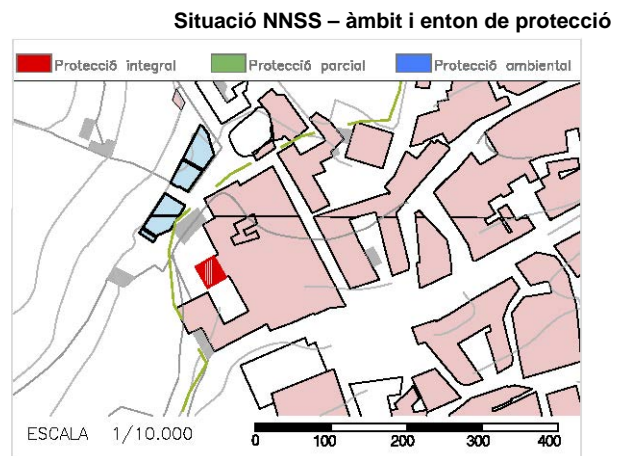 Situació NNSS – àmbit i enton de protecció
Protecció integral Protecció parcial Protecció ambiental
ESCALA 1/10.000 0 100 200 300 400